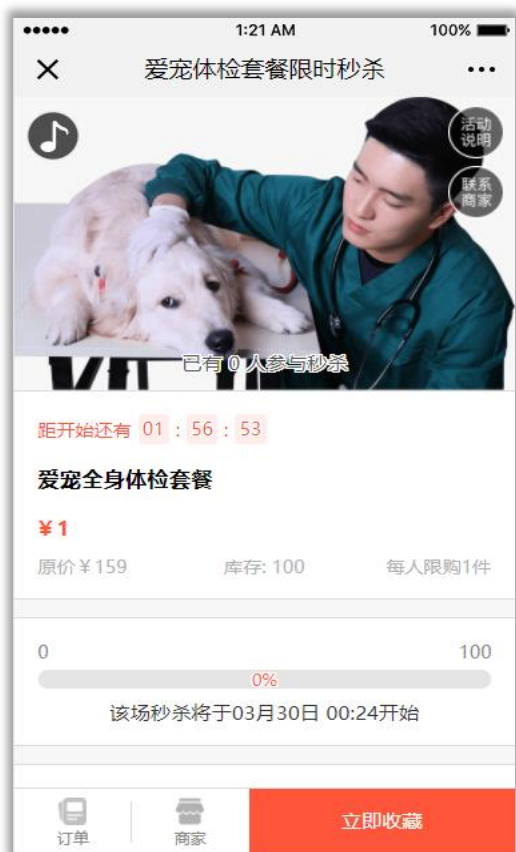 1:21 AM
100%
爱宠体检套餐限时秒杀
活动
说明
联系
商家
已有 0 人参与秒杀
距开始还有 01 : 56 : 53
爱宠全身体检套餐
¥ 1
原价¥159 库存: 100 每人限购1件
0 100
0%
该场秒杀将于03月30日 00:24开始
订单 商家 立即收藏